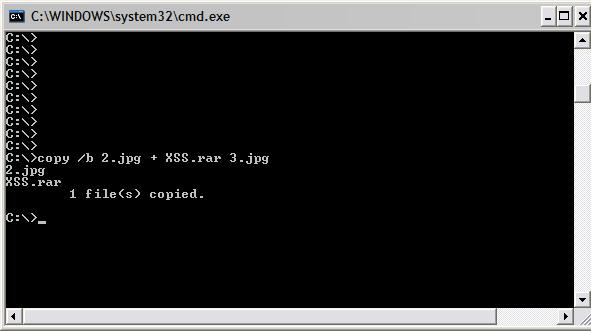 C:\WINDOWS\system32\cmd.exe
C:\>
C:\>
C:\>
C:\>
C:\>
C:\>
C:\>
C:\>
C:\>
C:\>
C:\>copy /b 2.jpg + XSS.rar 3.jpg
2.jpg
XSS.rar
        1 file(s) copied.
C:\>_